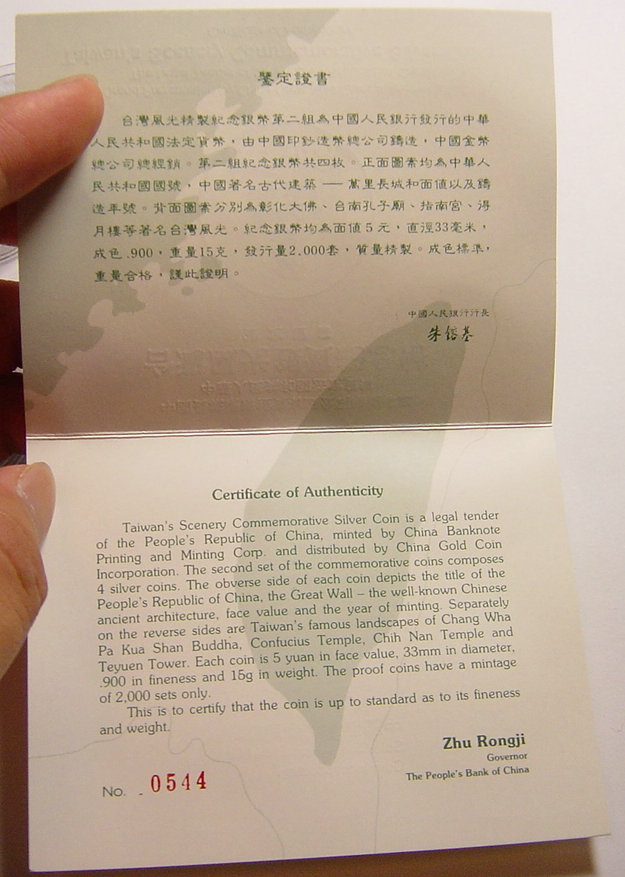 鑒定證書
台灣風光精製紀念銀幣第二組為中國人民銀行發行的中華
人民共和國法定貨幣，由中國印鈔造幣總公司鑄造，中國金幣
總公司總經銷。第二組紀念銀幣共四枚。正面圖案均為中華人
民共和國國號，中國著名古代建築——萬里長城和面值以及鑄
造年號。背面圖案分別為彰化大佛、台南孔子廟、指南宮、得
月樓等著名台灣風光。紀念銀幣均為面值5元，直徑33毫米，
成色.900，重量15克，發行量2.000套，質量精製。成色標準，
重量合格，謹此證明。
中國人民銀行行長
朱鎔基
Certificate of Authenticity
Taiwan's Scenery Commemorative Silver Coin is a legal tender
of the People's Republic of China, minted by China Banknote
Printing and Minting Corp. and distributed by China Gold Coin
Incorporation. The second set of the commemorative coins composes
4 silver coins. The obverse side of each coin depicts the title of the
People's Republic of China, the Great Wall – the well-known Chinese
ancient architecture, face value and the year of minting. Separately
on the reverse sides are Taiwan's famous landscapes of Chang Wha
Pa Kua Shan Buddha, Confucius Temple, Chih Nan Temple and
Teyuen Tower. Each coin is 5 yuan in face value, 33mm in diameter,
.900 in fineness and 15g in weight. The proof coins have a mintage
of 2,000 sets only.
This is to certify that the coin is up to standard as to its fineness
and weight.
Zhu Rongji
Governor
The People's Bank of China
No. 0544